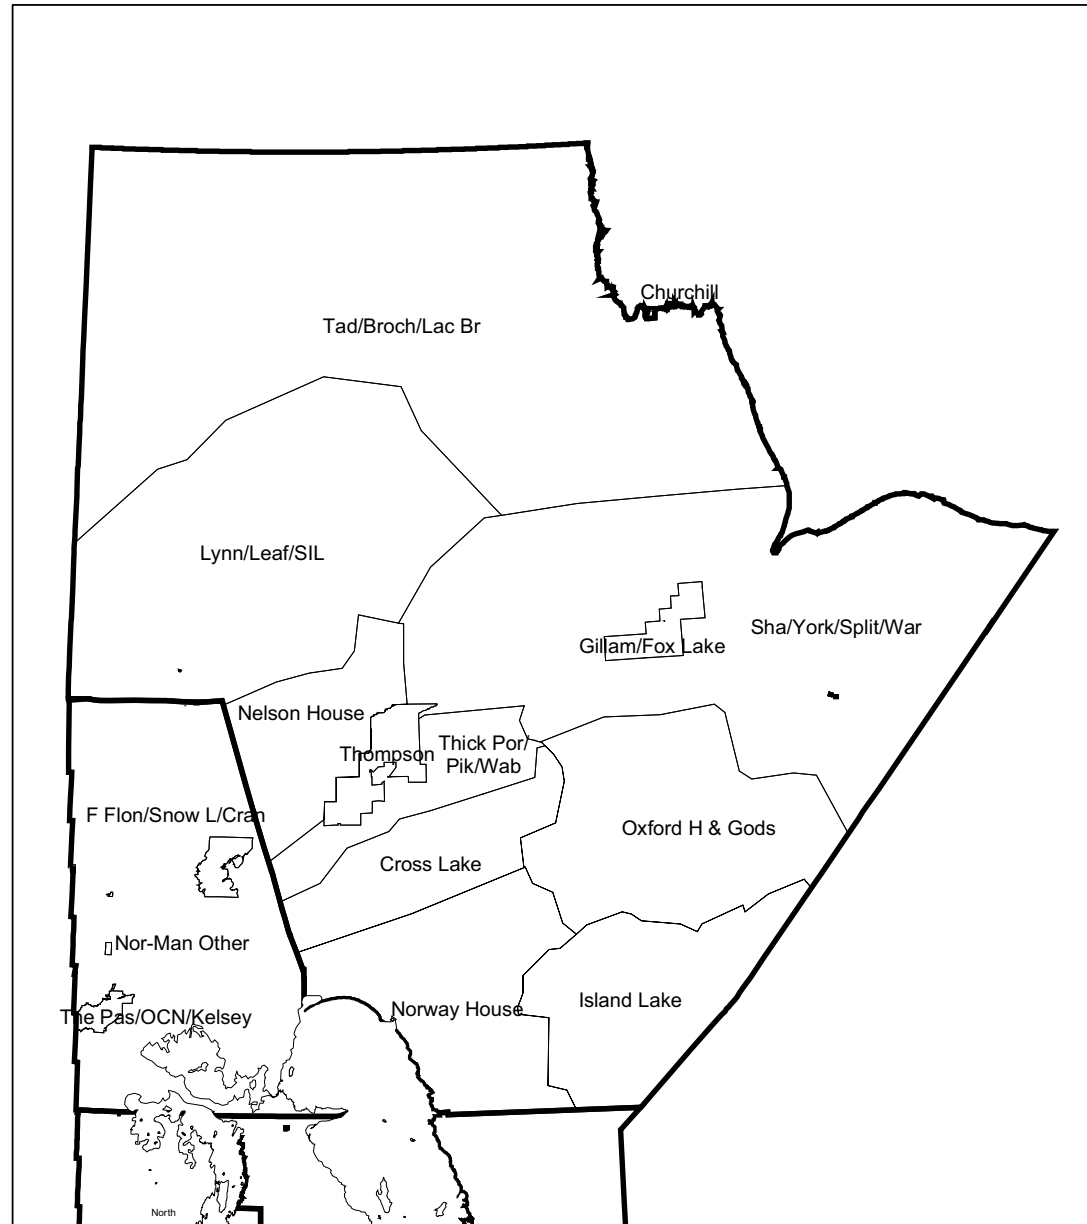 Churchill
Tad/Broch/Lac Br
Lynn/Leaf/SIL
Sha/York/Split/War
Gillam/Fox Lake
Nelson House
Thompson
Thick Por/
Pik/Wab
F Flon/Snow L/Cran
Oxford H & Gods
Cross Lake
Nor-Man Other
Island Lake
Norway House
The Pas/OCN/Kelsey
North